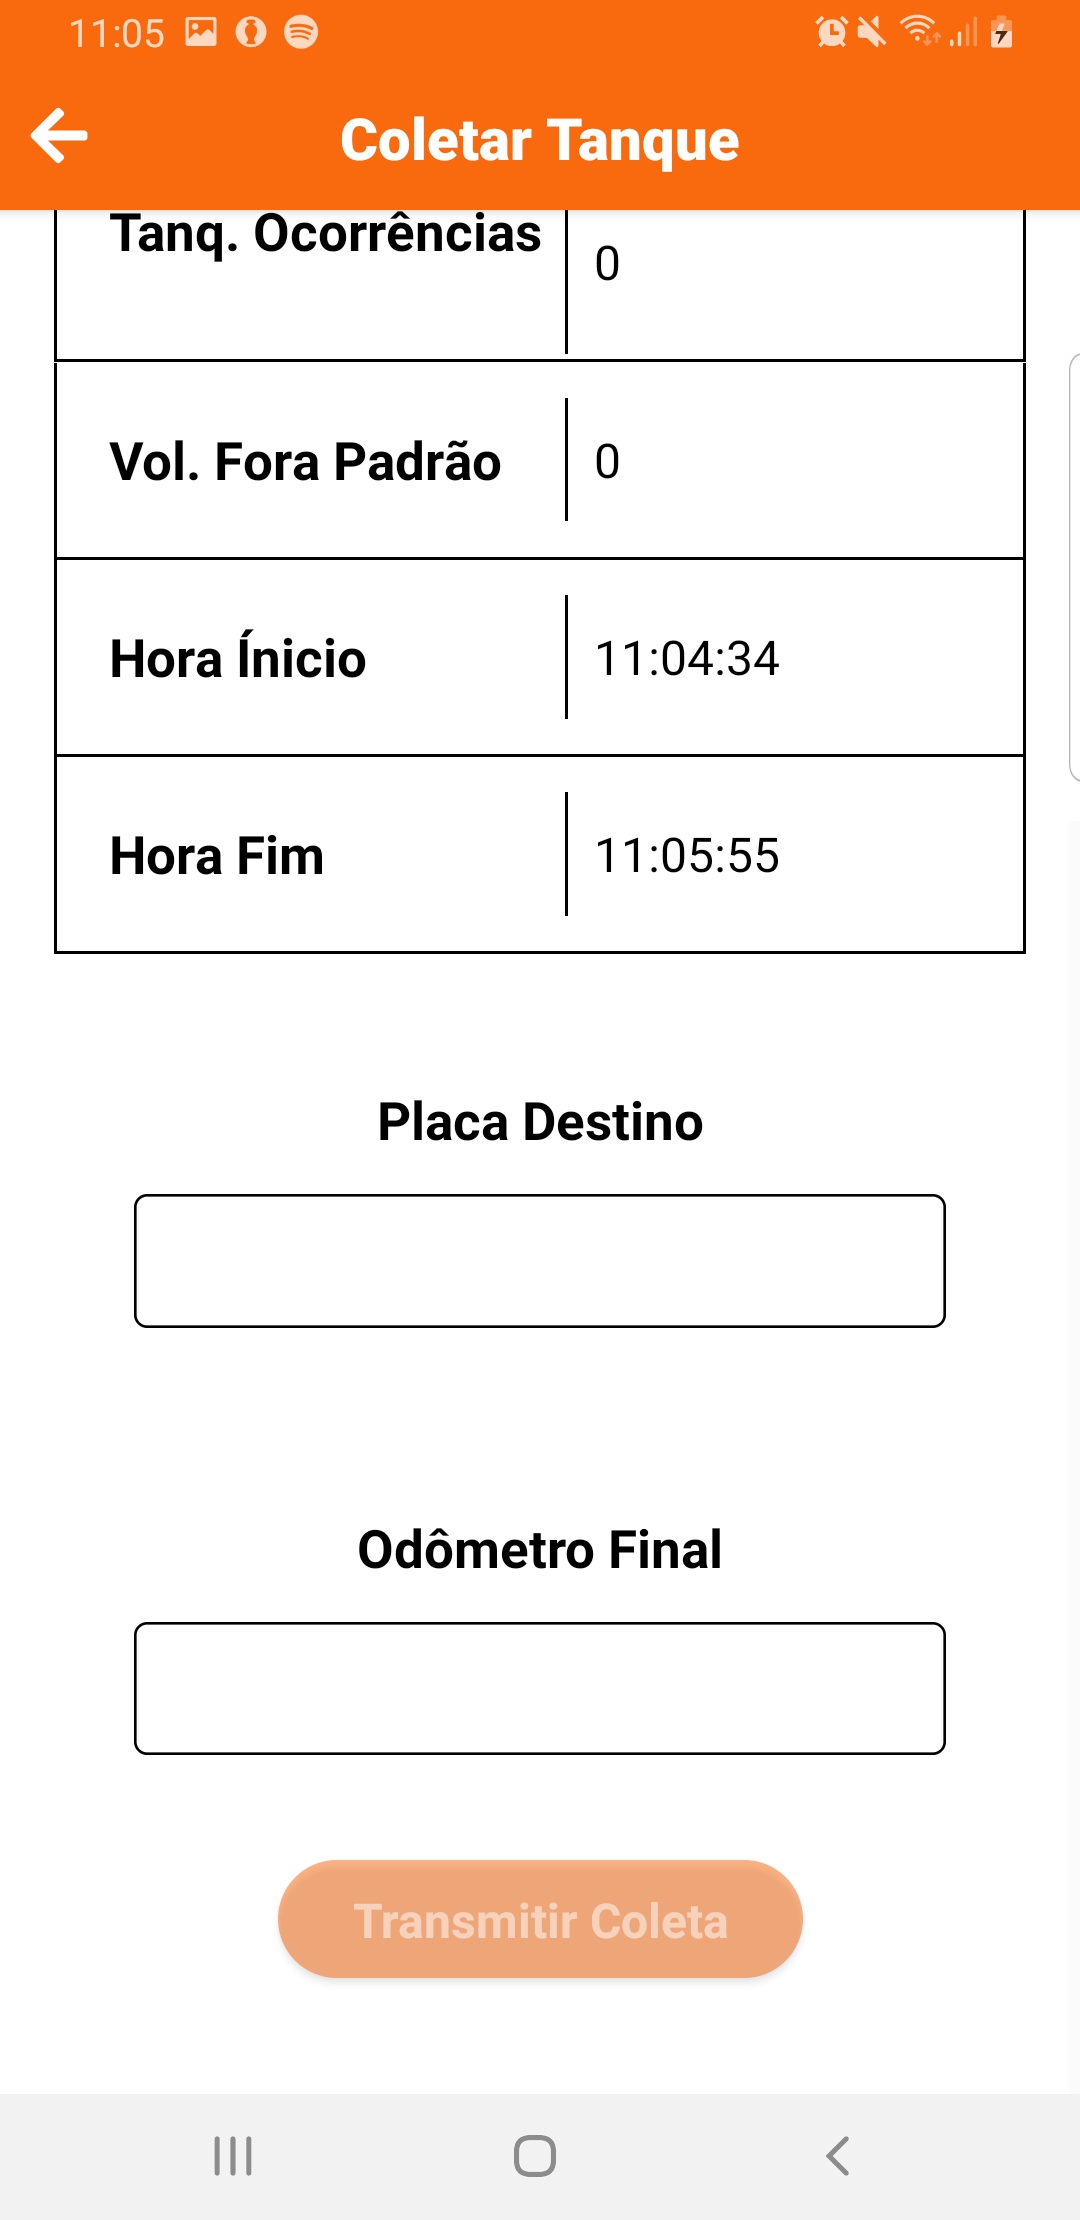 11:05
Coletar Tanque
Tanq. Ocorrências
0
Vol. Fora Padrão
0
Hora Ínicio
11:04:34
Hora Fim
11:05:55
Placa Destino
Odômetro Final
Transmitir Coleta